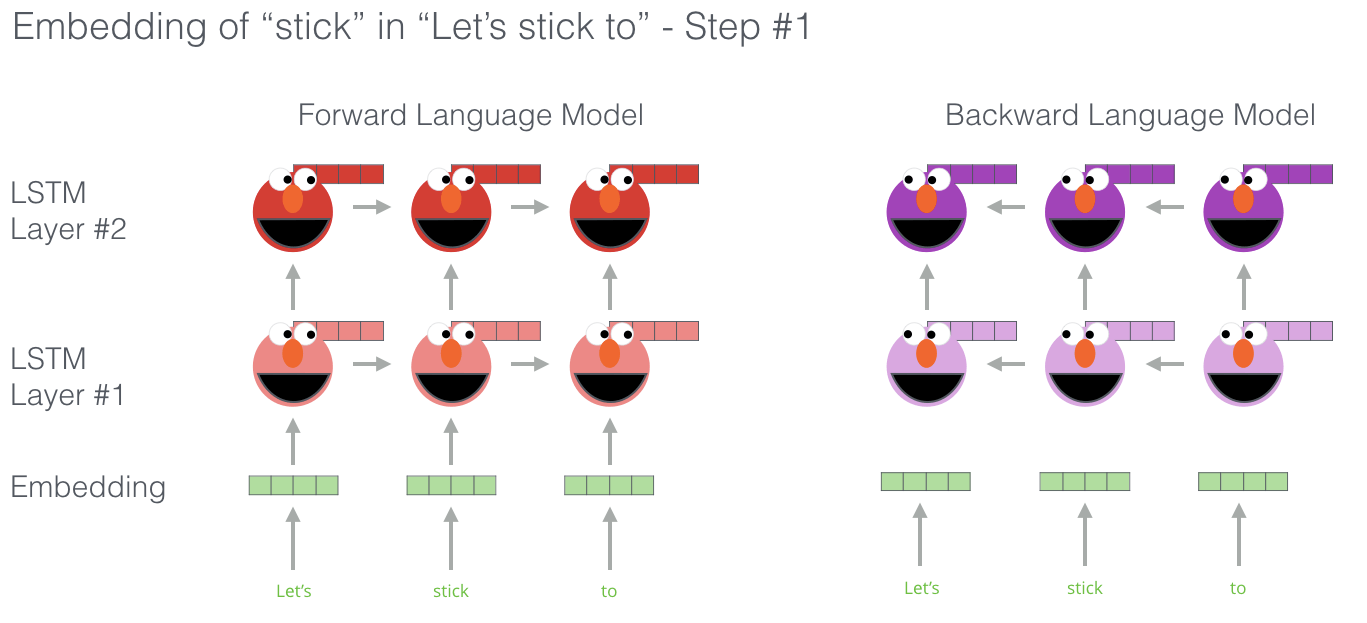 Embedding of “stick” in “Let’s stick to” - Step #1
Forward Language Model
Backward Language Model
LSTM
Layer #2
LSTM
Layer #1
Embedding
Let’s
stick
to
Let’s
stick
to